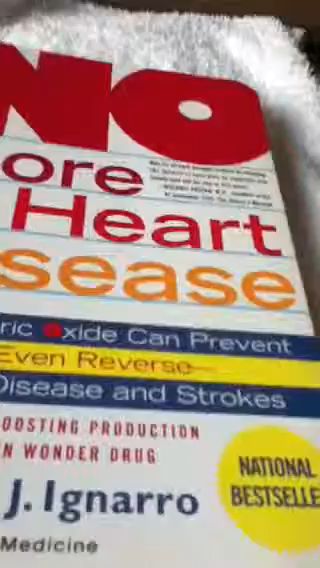 NO
ore
Heart
sease
ric Oxide Can Prevent
Even Reverse—
Disease and Strokes
OOSTING PRODUCTION
N WONDER DRUG
J. Ignarro
Medicine
NATIONAL
BESTSELLE